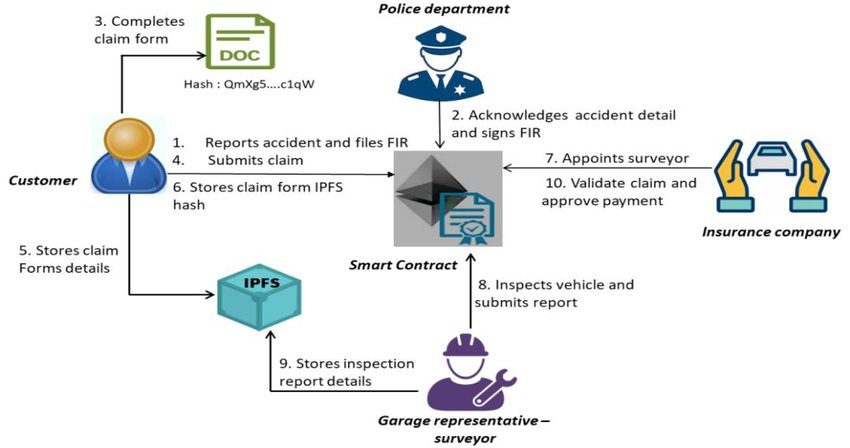 Police department
3. Completes
claim form
DOC
Hash : QmXg5....c1qW
2. Acknowledges accident detail
and signs FIR
1. Reports accident and files FIR
4 Submits claim
6. Stores claim form IPFS
hash
Customer
7. Appoints surveyor
10. Validate claim and
approve payment
Insurance company
5. Stores claim
Forms details
Smart Contract
IPFS
8. Inspects vehicle and
submits report
9. Stores inspection
report details
Garage representative –
surveyor